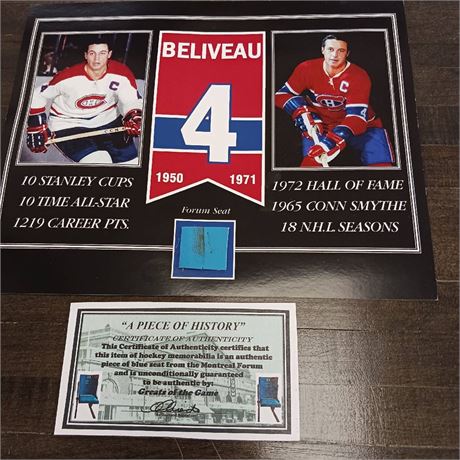 BELIVEAU
4
1950 1971
10 STANLEY CUPS
10 TIME ALL-STAR
1219 CAREER PTS.
1972 HALL OF FAME
1965 CONN SMYTHE
18 N.H.L. SEASONS
Forum Seat
"A PIECE OF HISTORY"
CERTIFICATE OF AUTHENTICITY
This Certificate of Authenticity certifies that
this item of hockey memorabilia is an authentic
piece of blue seat from the Montreal Forum
and is unconditionally guaranteed
to be authentic by:
Greats of the Game